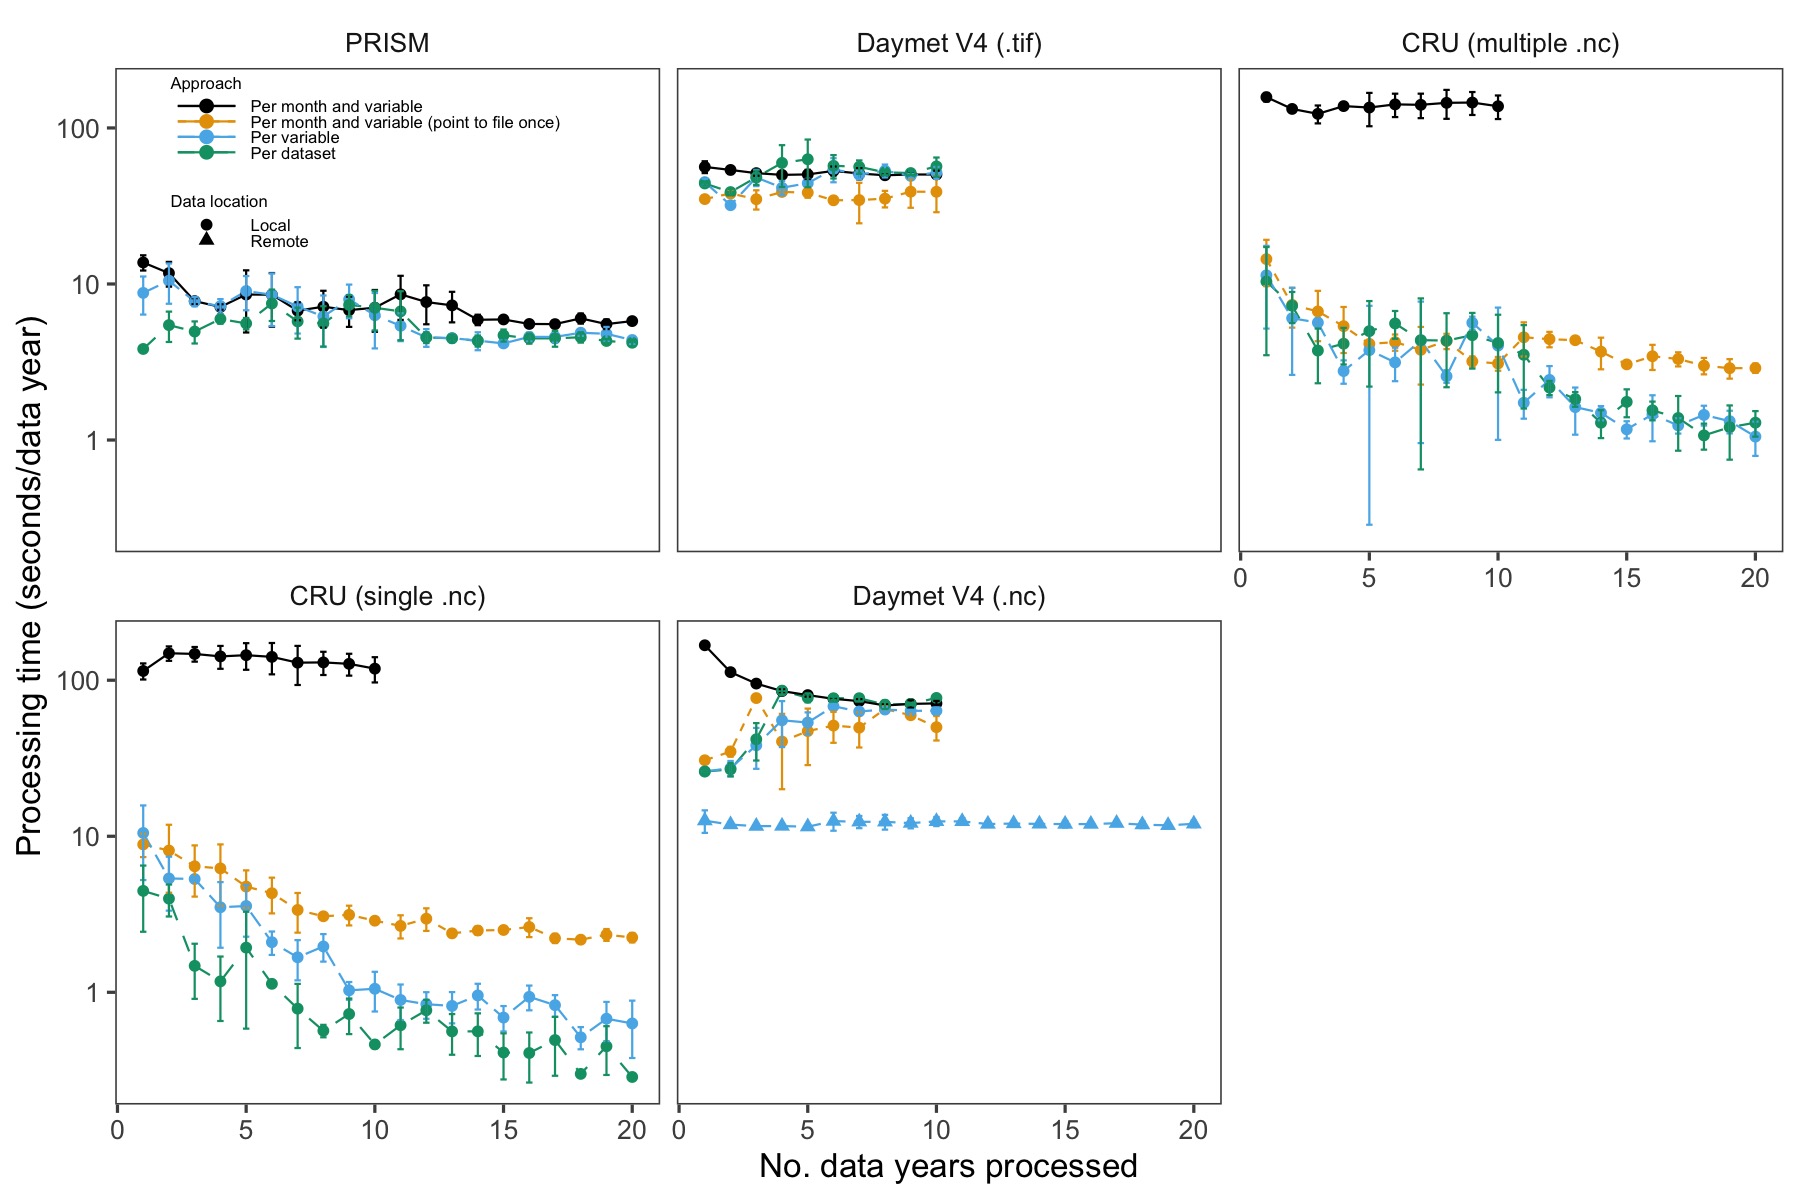 PRISM
Daymet V4 (.tif)
CRU (multiple .nc)
Approach
Per month and variable
Per month and variable (point to file once)
Per variable
Per dataset
Data location
Local
Remote
100
10
1
0 5 10 15 20
CRU (single .nc)
Daymet V4 (.nc)
100
10
1
0 5 10 15 20
0 5 10 15 20
Processing time (seconds/data year)
No. data years processed